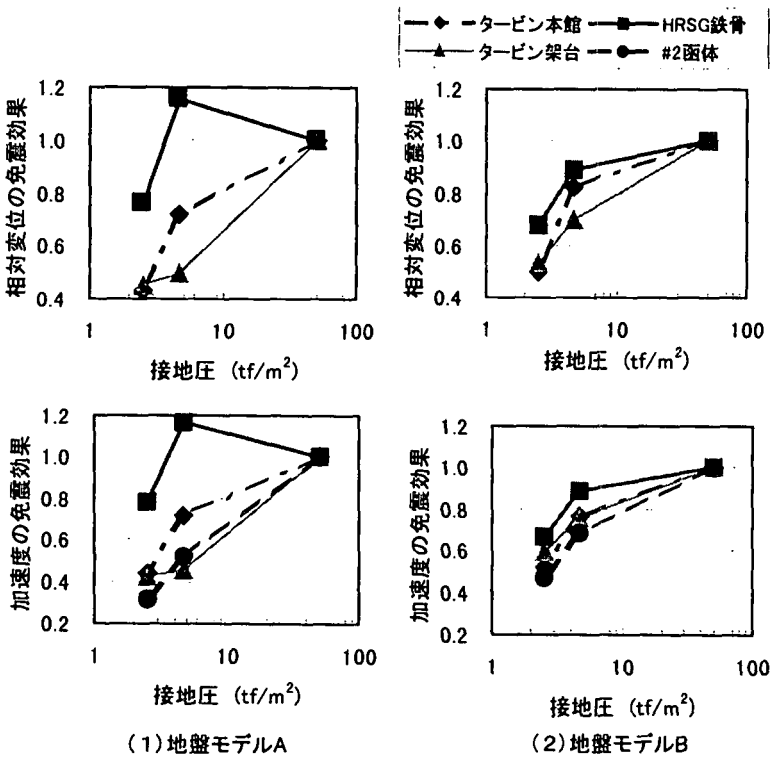 タービン本館 HRSG鉄骨
タービン架台 #2函体
相対変位の免震効果
1.2
1.0
0.8
0.6
0.4
1 10 100
接地圧 (tf/m²)
相対変位の免震効果
1.2
1.0
0.8
0.6
0.4
1 10 100
接地圧 (tf/m²)
加速度の免震効果
1.2
1.0
0.8
0.6
0.4
0.2
1 10 100
接地圧 (tf/m²)
(1)地盤モデルA
加速度の免震効果
1.2
1.0
0.8
0.6
0.4
0.2
1 10 100
接地圧 (tf/m²)
(2)地盤モデルB